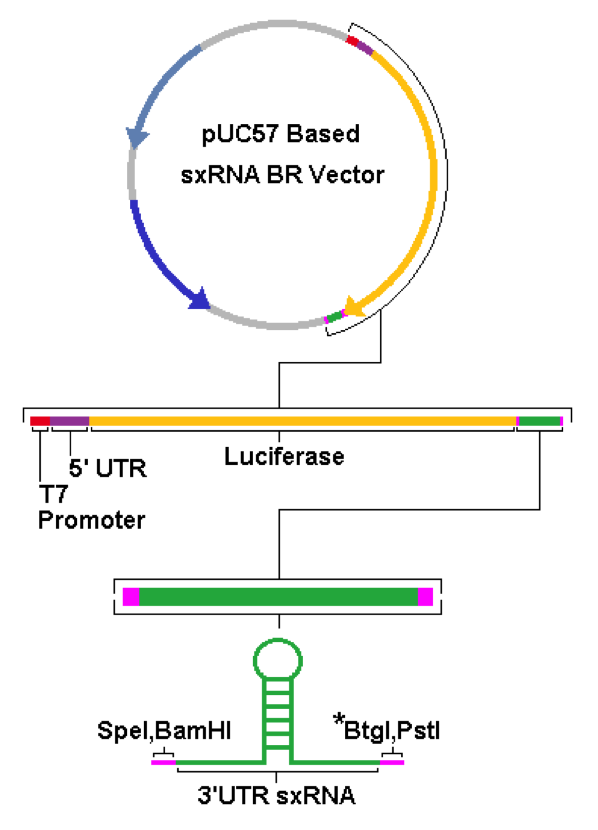 pUC57 Based
sxRNA BR Vector
Luciferase
5' UTR
T7
Promoter
SpeI,BamHI
*BtgI,PstI
3'UTR sxRNA